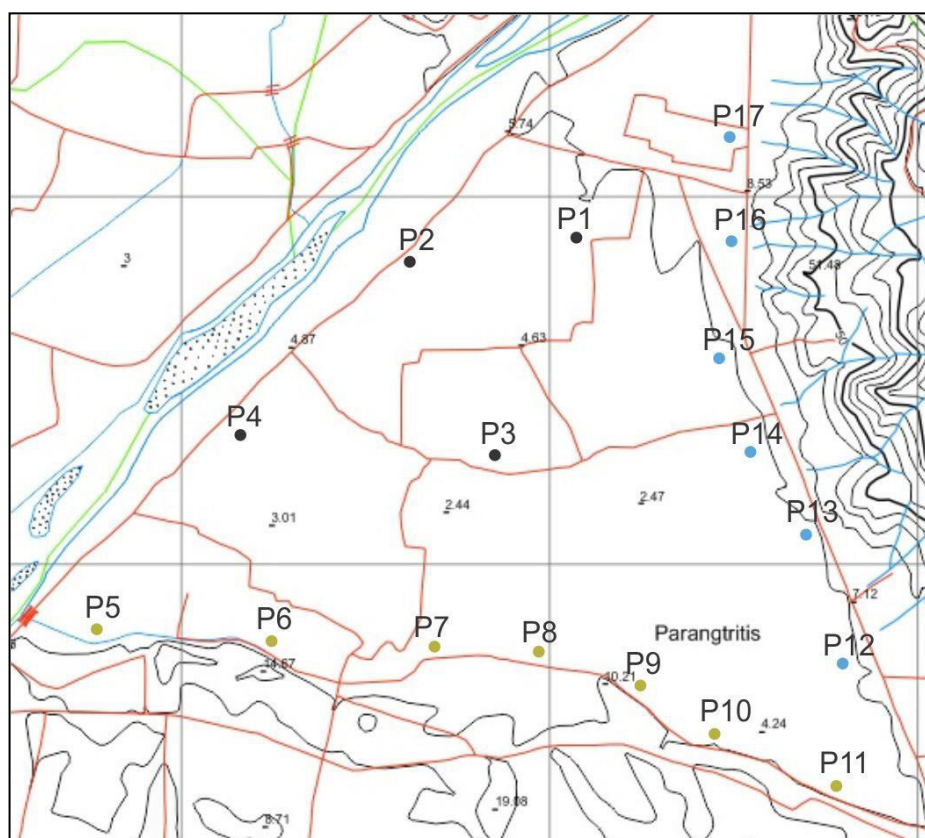 P17
5.74
8.53
P1
P2
P16
3
51.48
4.87
4.63
50
P15
P4
P3
P14
3.01
2.44
2.47
P13
7.12
P5
P6
P7
P8
Parangtritis
P12
14.67
10.21
P9
P10
4.24
P11
19.08
8.71